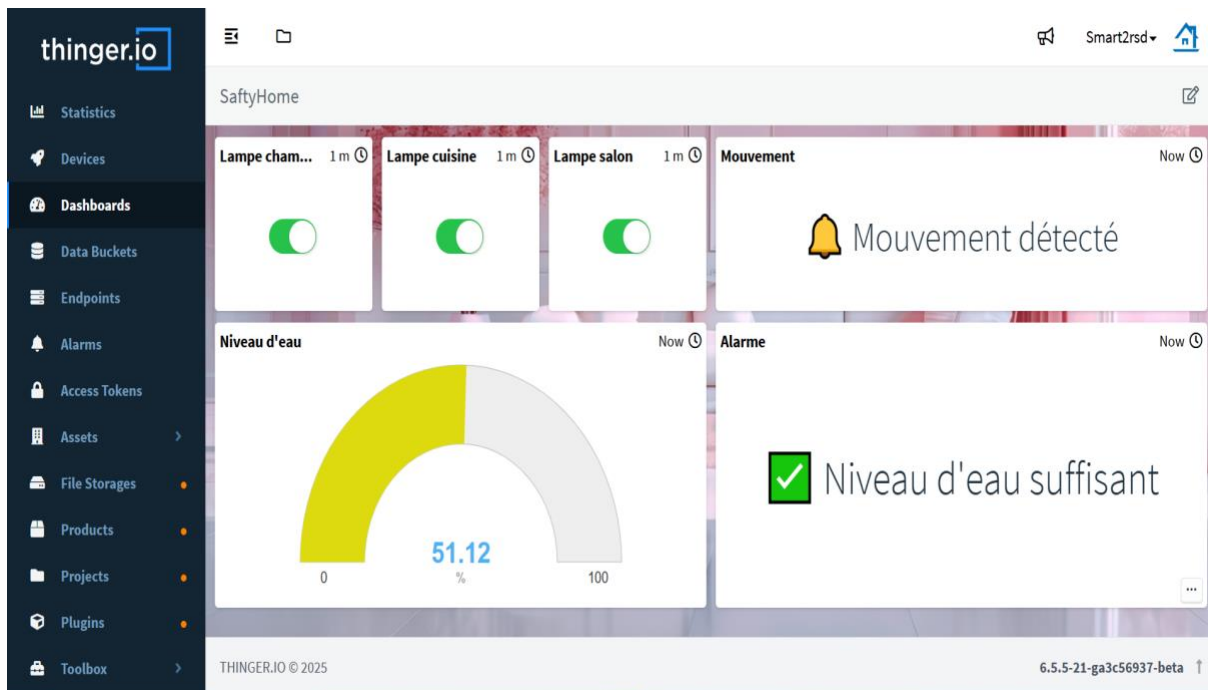 thinger.io
Smart2rsd
SaftyHome
Statistics
Devices
Dashboards
Data Buckets
Endpoints
Alarms
Access Tokens
Assets
File Storages
Products
Projects
Plugins
Toolbox
Lampe cham... 1 m
Lampe cuisine 1 m
Lampe salon 1 m
Mouvement Now
Mouvement détecté
Niveau d'eau Now
51.12
%
0 100
Alarme Now
Niveau d'eau suffisant
...
THINGER.IO © 2025 6.5.5-21-ga3c56937-beta